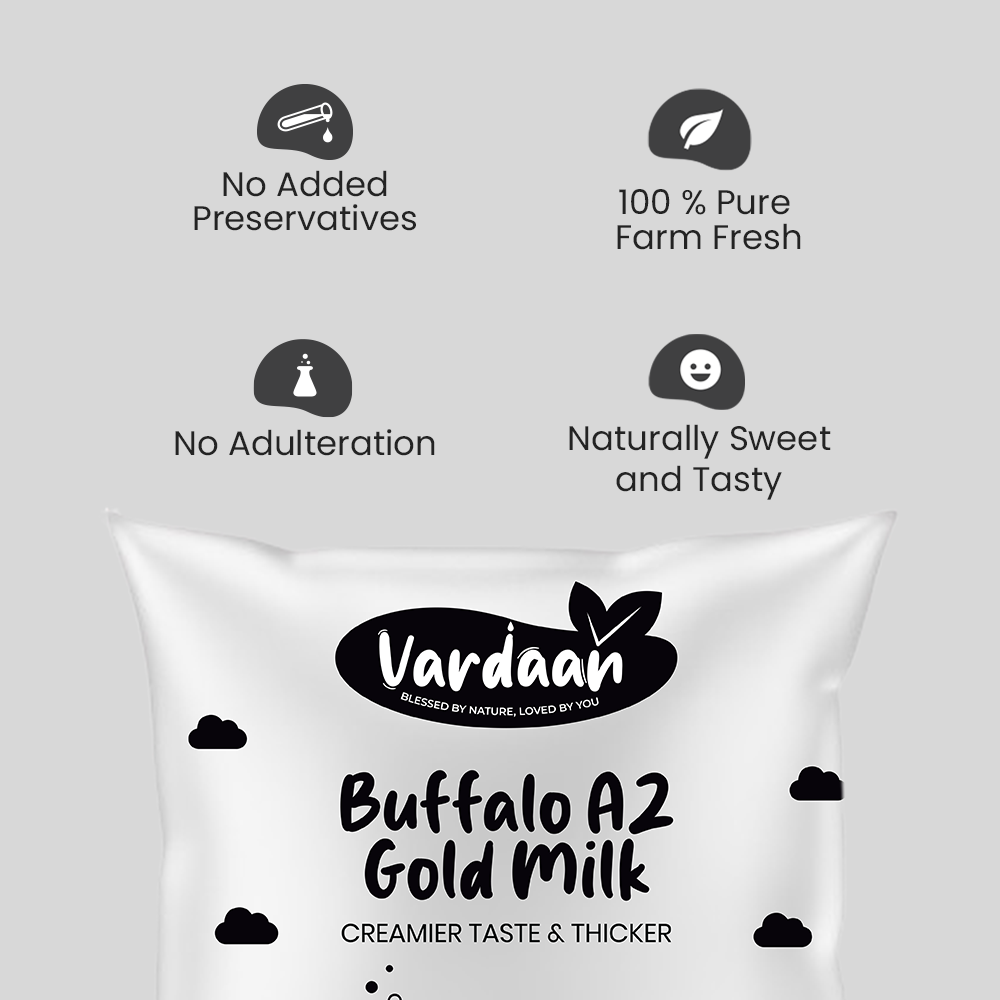 No Added
Preservatives
100 % Pure
Farm Fresh
No Adulteration
Naturally Sweet
and Tasty
Vardaan
BLESSED BY NATURE, LOVED BY YOU
Buffalo A2
Gold Milk
CREAMIER TASTE & THICKER